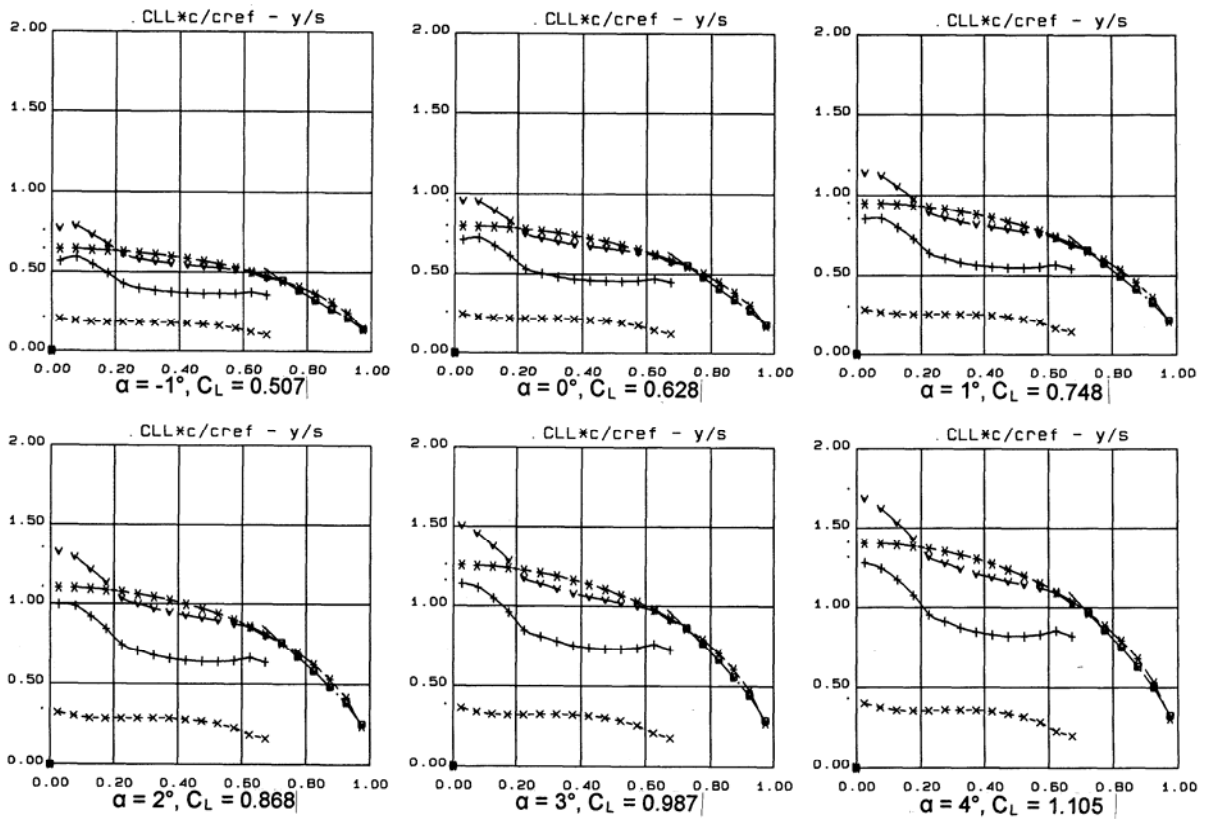 . CLL*c/cref - y/s
2.00
1.50
1.00
0.50
0.00
0.00 0.20 0.40 0.60 0.80 1.00
α = -1°, CL = 0.507
. CLL*c/cref - y/s
2.00
1.50
1.00
0.50
0.00
0.00 0.20 0.40 0.60 0.80 1.00
α = 0°, CL = 0.628
. CLL*c/cref - y/s
2.00
1.50
1.00
0.50
0.00
0.00 0.20 0.40 0.60 0.80 1.00
α = 1°, CL = 0.748
. CLL*c/cref - y/s
2.00
1.50
1.00
0.50
0.00
0.00 0.20 0.40 0.60 0.80 1.00
α = 2°, CL = 0.868
. CLL*c/cref - y/s
2.00
1.50
1.00
0.50
0.00
0.00 0.20 0.40 0.60 0.80 1.00
α = 3°, CL = 0.987
. CLL*c/cref - y/s
2.00
1.50
1.00
0.50
0.00
0.00 0.20 0.40 0.60 0.80 1.00
α = 4°, CL = 1.105